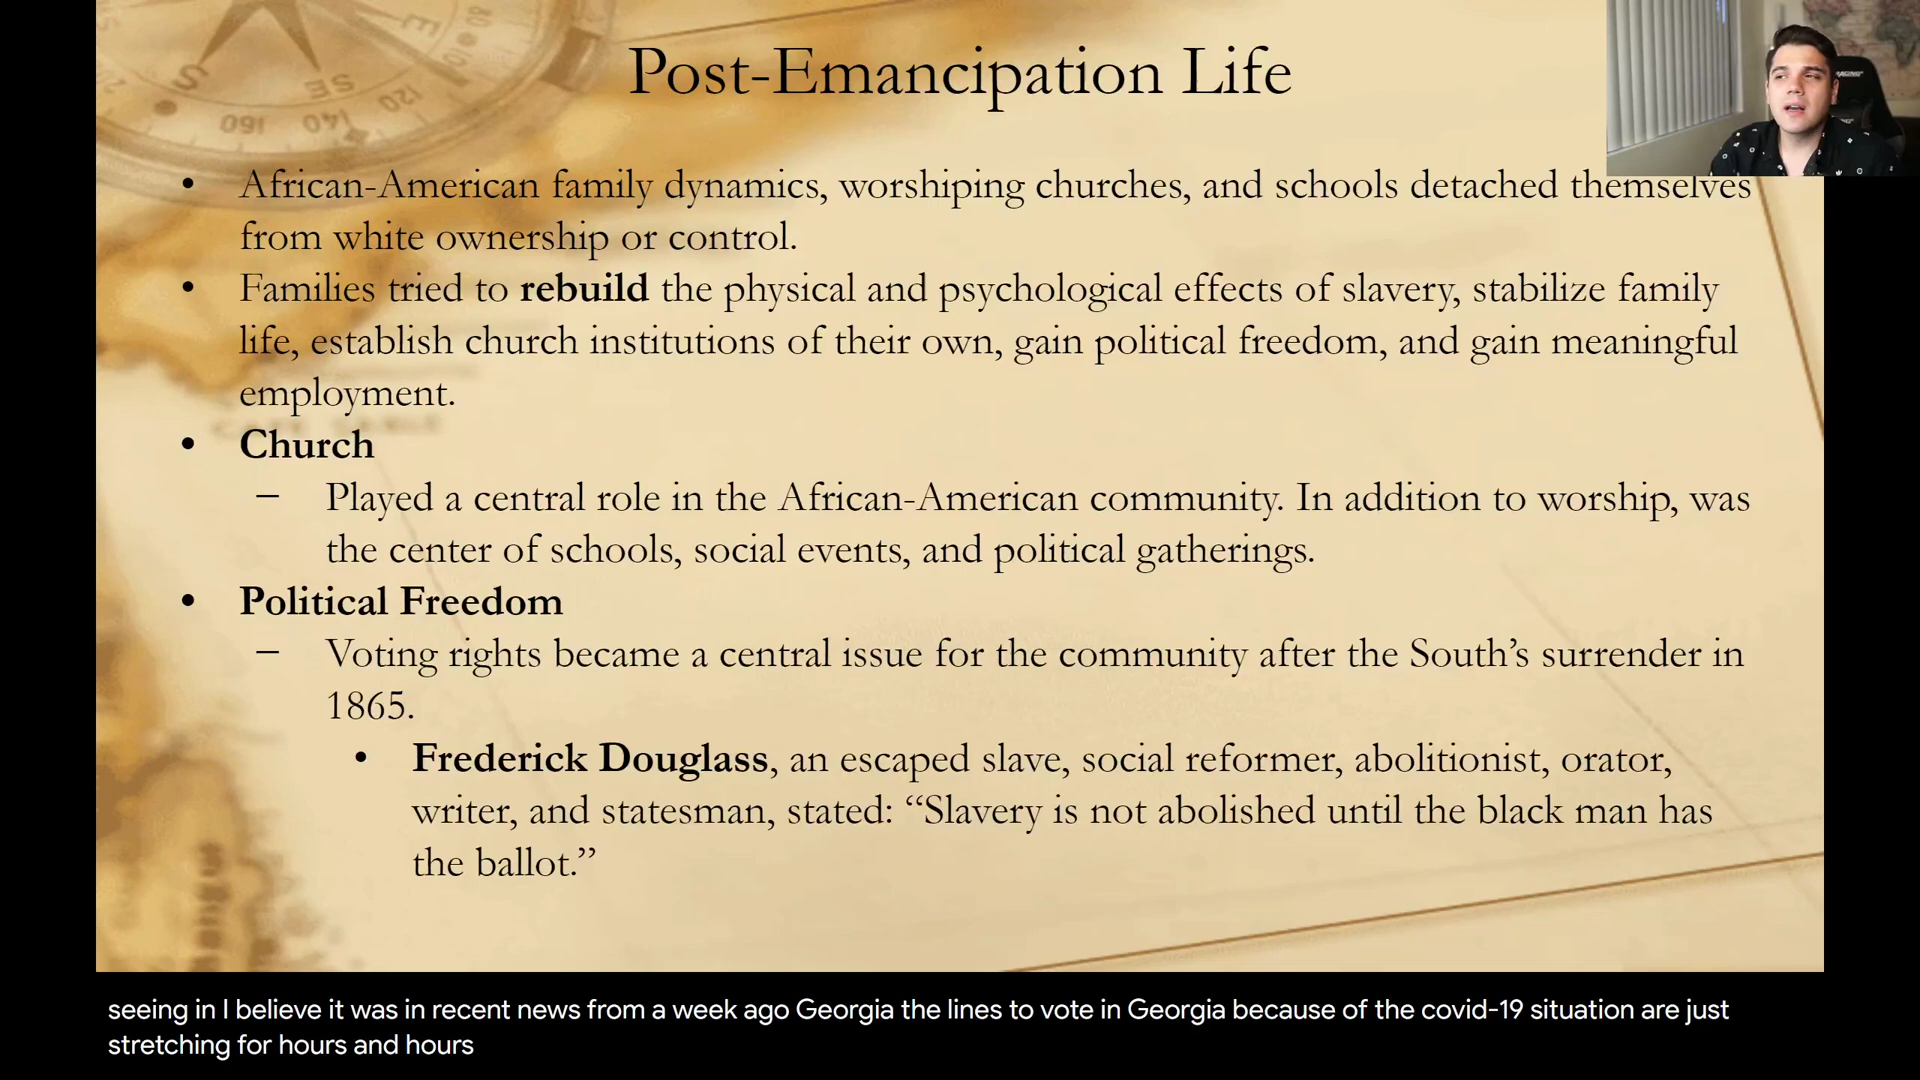 Post-Emancipation Life
• African-American family dynamics, worshiping churches, and schools detached themselves
from white ownership or control.
• Families tried to rebuild the physical and psychological effects of slavery, stabilize family
life, establish church institutions of their own, gain political freedom, and gain meaningful
employment.
• Church
– Played a central role in the African-American community. In addition to worship, was
the center of schools, social events, and political gatherings.
• Political Freedom
– Voting rights became a central issue for the community after the South’s surrender in
1865.
• Frederick Douglass, an escaped slave, social reformer, abolitionist, orator,
writer, and statesman, stated: “Slavery is not abolished until the black man has
the ballot.”
seeing in I believe it was in recent news from a week ago Georgia the lines to vote in Georgia because of the covid-19 situation are just
stretching for hours and hours
S
SE
E
160
140
120
80